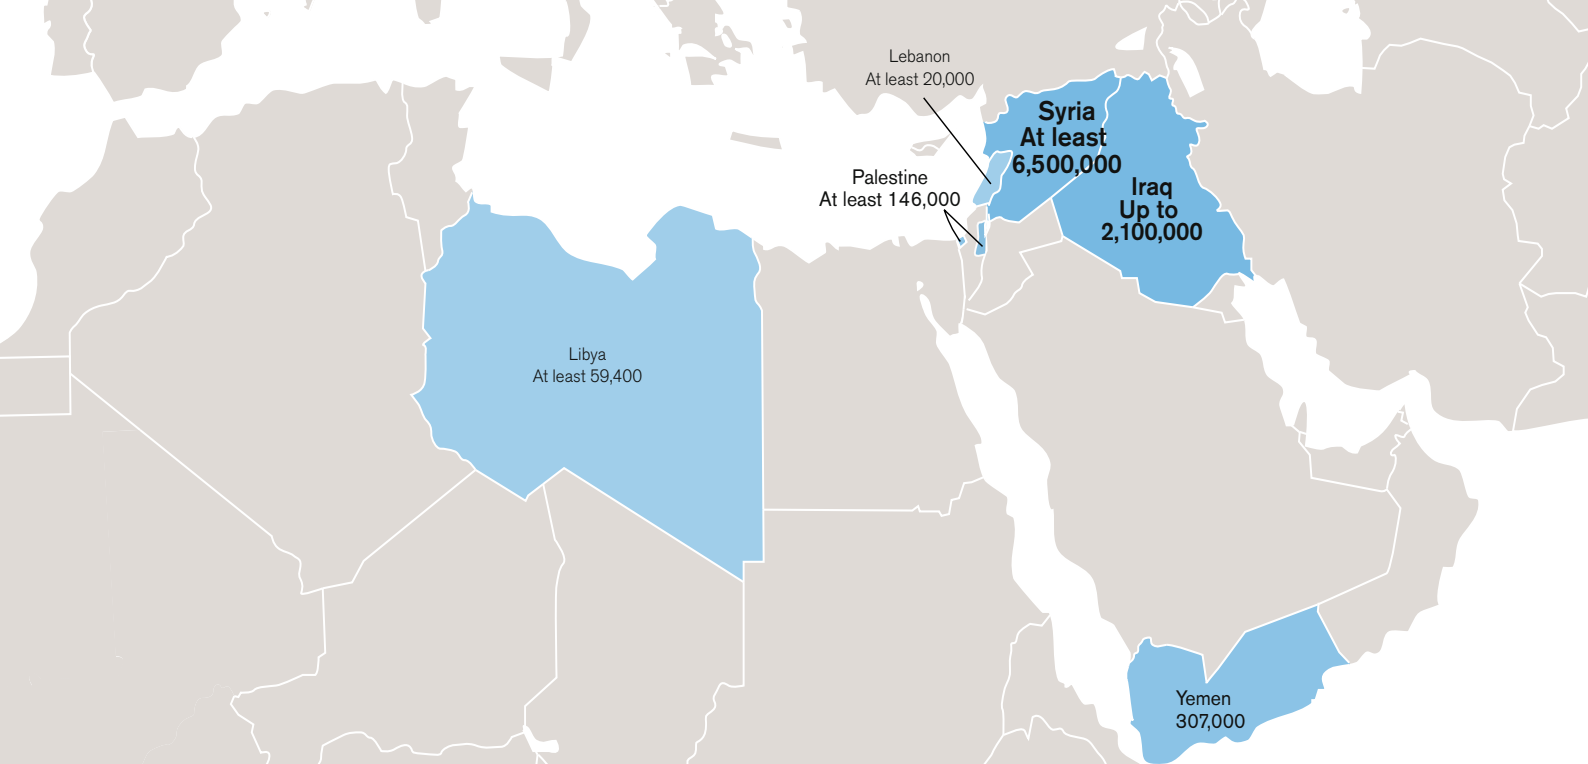 Lebanon
At least 20,000
Syria
At least
6,500,000
Palestine
At least 146,000
Iraq
Up to
2,100,000
Libya
At least 59,400
Yemen
307,000